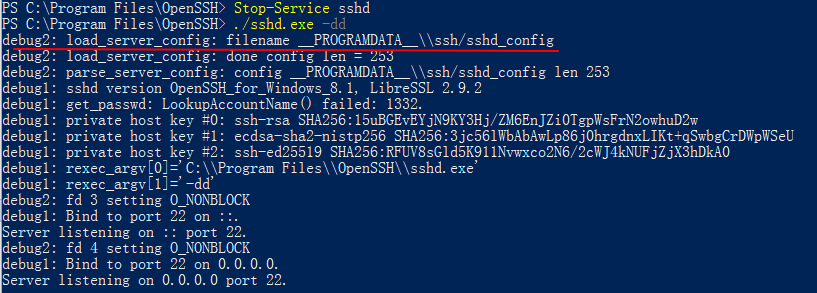 PS C:\Program Files\OpenSSH> Stop-Service sshd
PS C:\Program Files\OpenSSH> ./sshd.exe -dd
debug2: load_server_config: filename __PROGRAMDATA__\\ssh/sshd_config
debug2: load_server_config: done config len = 253
debug2: parse_server_config: config __PROGRAMDATA__\\ssh/sshd_config len 253
debug1: sshd version OpenSSH_for_Windows_8.1, LibreSSL 2.9.2
debug1: get_passwd: LookupAccountName() failed: 1332.
debug1: private host key #0: ssh-rsa SHA256:15uBGEvEYjN9KY3Hj/ZM6EnJZiOTgpWsFrN2owhuD2w
debug1: private host key #1: ecdsa-sha2-nistp256 SHA256:3jc561WbAbAwLp86j0hrgdnxLIKt+qSwbgCrDWpWSeU
debug1: private host key #2: ssh-ed25519 SHA256:RFUV8sGld5K911Nvwxco2N6/2cWJ4kNUFjZjX3hDkA0
debug1: rexec_argv[0]='C:\\Program Files\\OpenSSH\\sshd.exe'
debug1: rexec_argv[1]='-dd'
debug2: fd 3 setting O_NONBLOCK
debug1: Bind to port 22 on ::.
Server listening on :: port 22.
debug2: fd 4 setting O_NONBLOCK
debug1: Bind to port 22 on 0.0.0.0.
Server listening on 0.0.0.0 port 22.